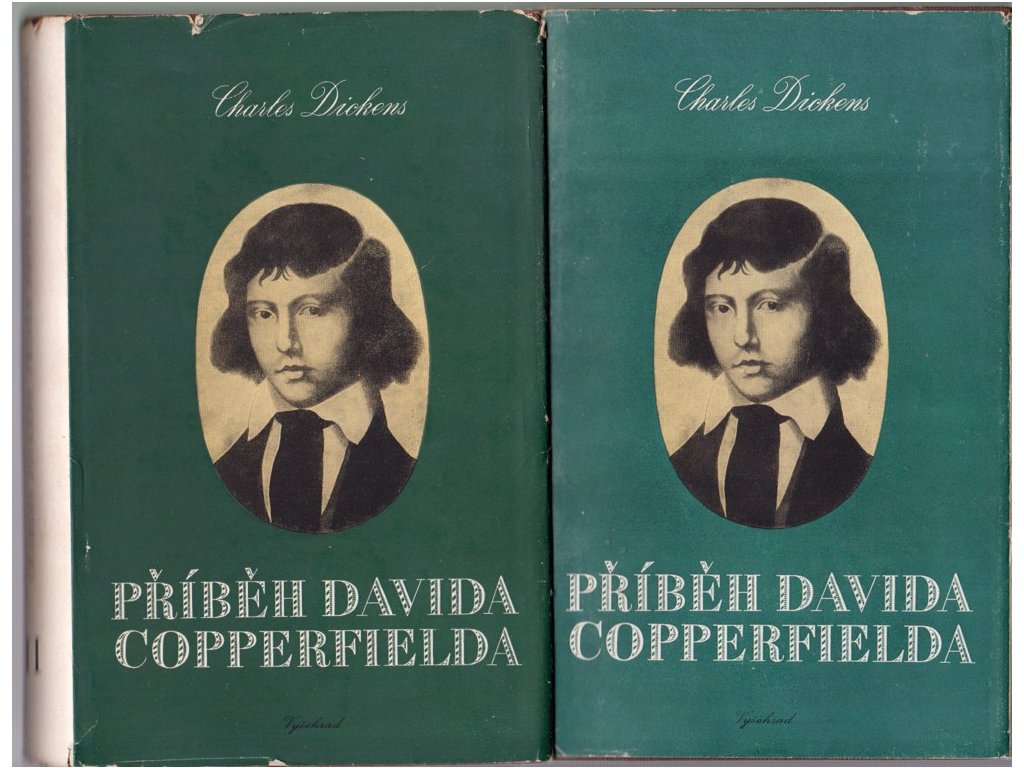 Charles Dickens
PŘÍBĚH DAVIDA
COPPERFIELDA
Vyšehrad
Charles Dickens
PŘÍBĚH DAVIDA
COPPERFIELDA
Vyšehrad